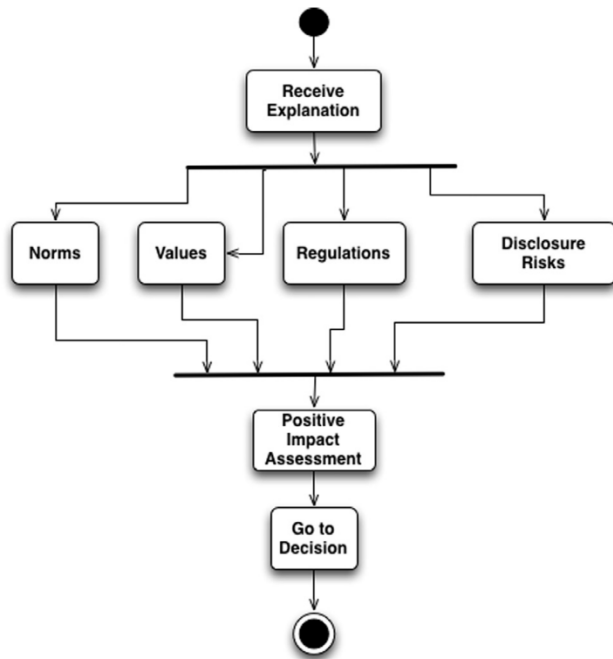 Receive
Explanation
Norms
Values
Regulations
Disclosure
Risks
Positive
Impact
Assessment
Go to
Decision